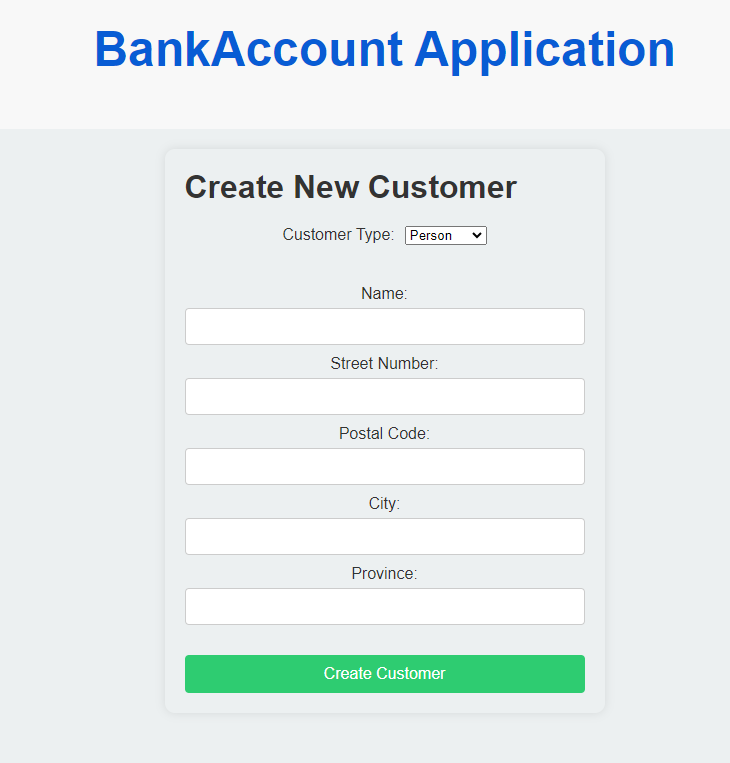 BankAccount Application
Create New Customer
Customer Type: Person
Name:
Street Number:
Postal Code:
City:
Province:
Create Customer